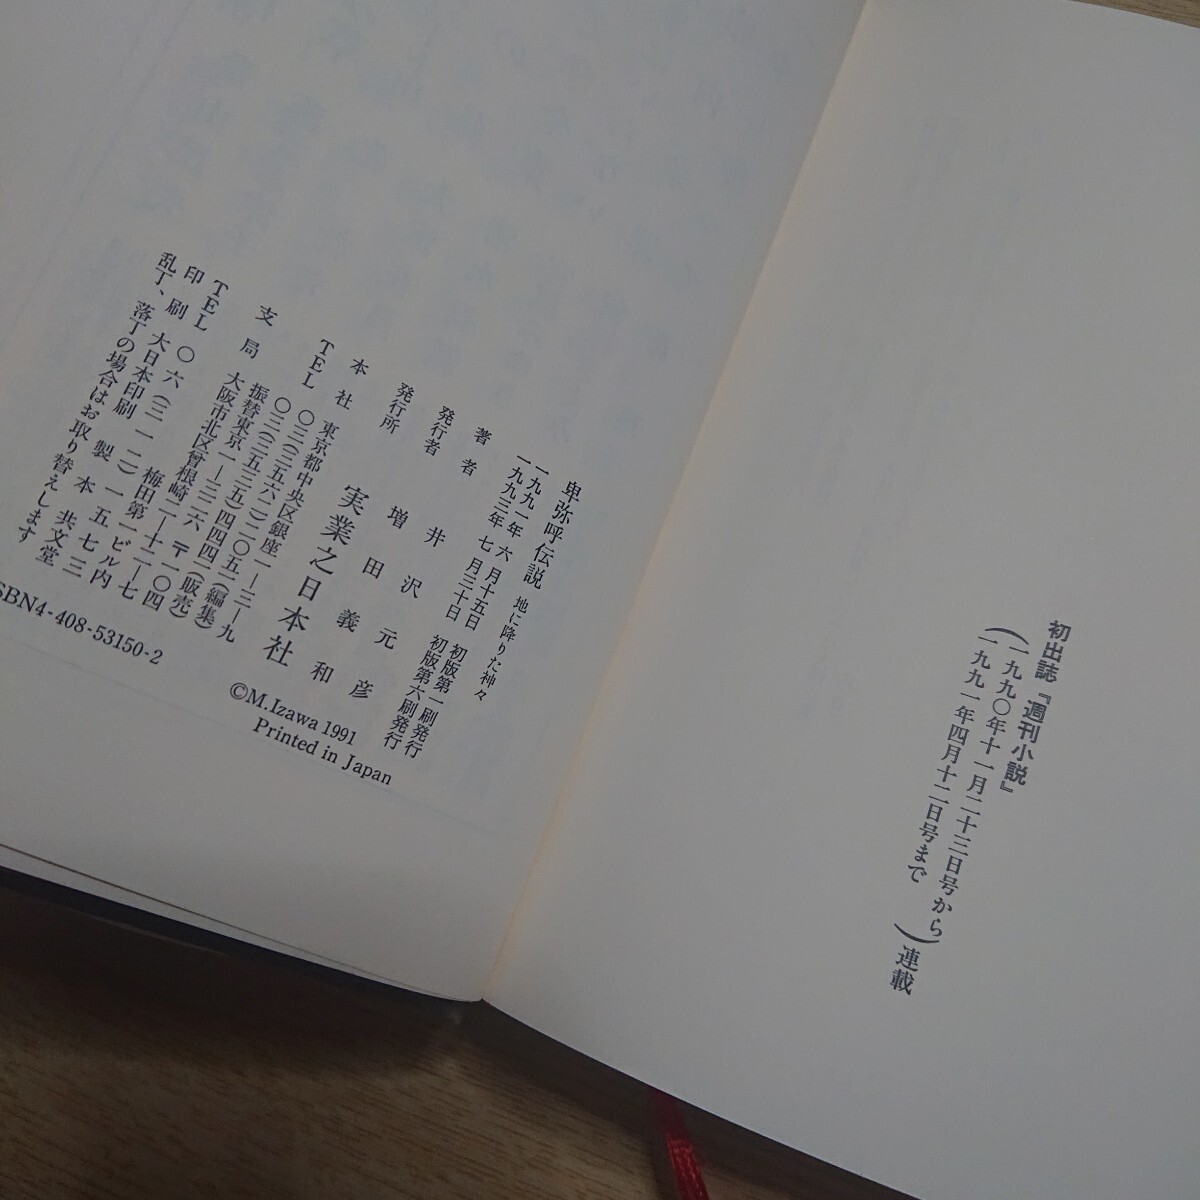 初出誌『週刊小説』
(一九九〇年十一月二十三日号から
一九九一年四月十二日号まで)連載
卑弥呼伝説 地に降りた神々
一九九一年 六 月十五日 初版第一刷発行
一九九三年 七 月三十日 初版第六刷発行
著者 井沢元彦
発行者 増田義和
発行所 実業之日本社
本社 東京都中央区銀座一―三―九
TEL 〇三(三五六二)二〇五一(編集)
〇三(三五三五)四四四一(販売)
振替東京一―三二六 〒一〇四
支局 大阪市北区曾根崎二―十二―七
梅田第一ビル内
TEL 〇六(三一二)一五七三
印刷 大日本印刷 製本 共文堂
乱丁、落丁の場合はお取り替えします
SBN4-408-53150-2
©M.Izawa 1991
Printed in Japan